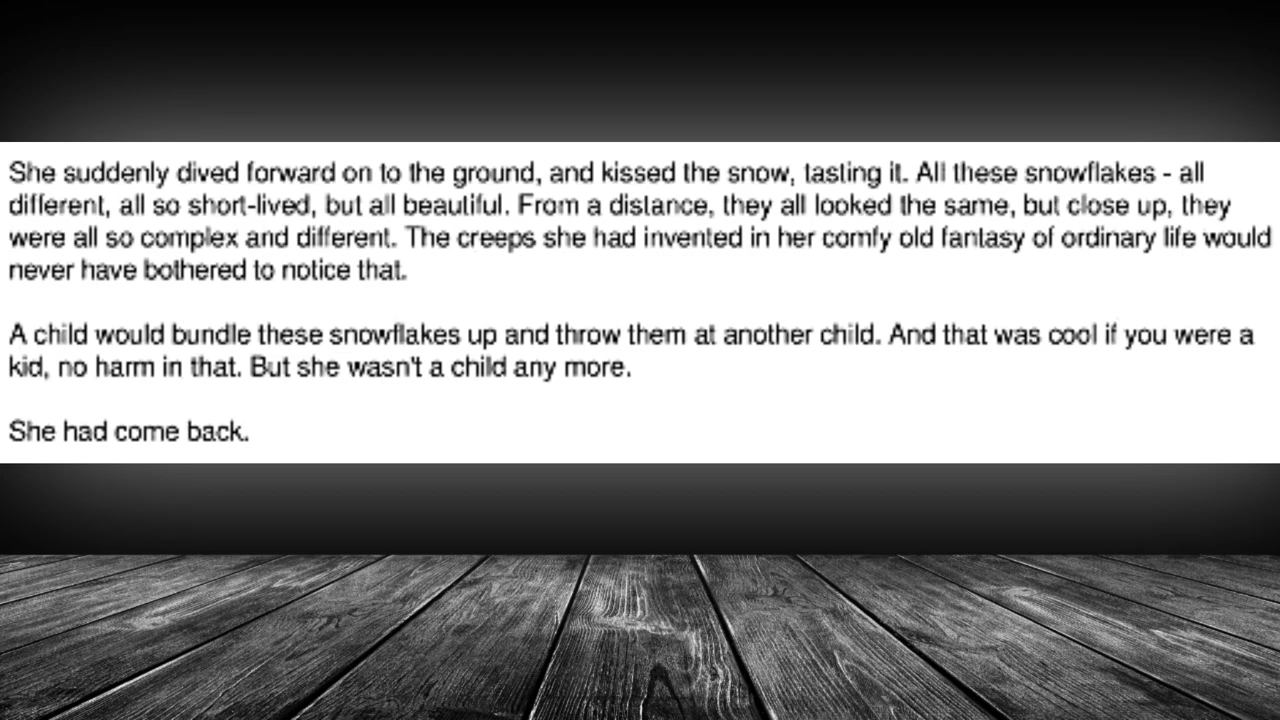 She suddenly dived forward on to the ground, and kissed the snow, tasting it. All these snowflakes - all
different, all so short-lived, but all beautiful. From a distance, they all looked the same, but close up, they
were all so complex and different. The creeps she had invented in her comfy old fantasy of ordinary life would
never have bothered to notice that.
A child would bundle these snowflakes up and throw them at another child. And that was cool if you were a
kid, no harm in that. But she wasn't a child any more.
She had come back.